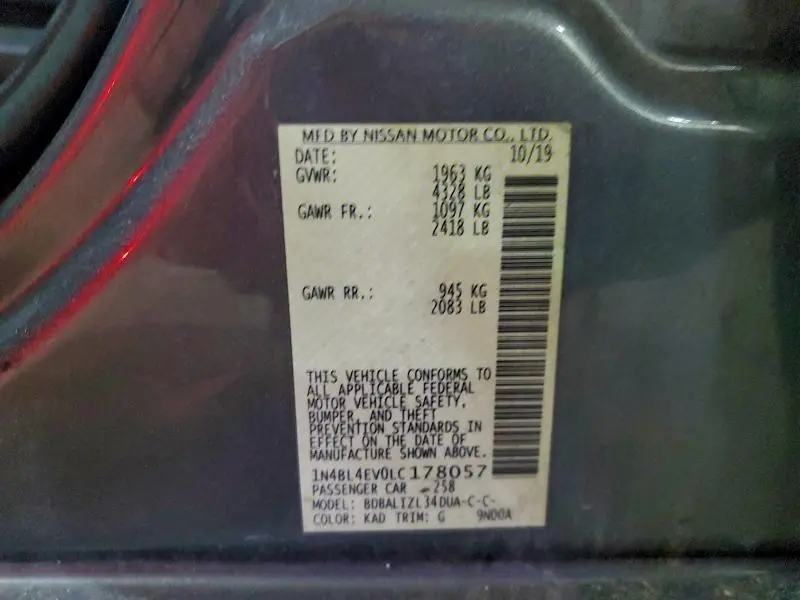 MFD BY NISSAN MOTOR CO., LTD.
DATE: 10/19
GVWR: 1963 KG
4328 LB
GAWR FR.: 1097 KG
2418 LB
GAWR RR.: 945 KG
2083 LB
THIS VEHICLE CONFORMS TO
ALL APPLICABLE FEDERAL
MOTOR VEHICLE SAFETY,
BUMPER, AND THEFT
PREVENTION STANDARDS IN
EFFECT ON THE DATE OF
MANUFACTURE SHOWN ABOVE.
1N4BL4EV0LC178057
PASSENGER CAR 258
MODEL: BDBALTZL34DUA-C-C-
COLOR: KAD TRIM: G 9N00A